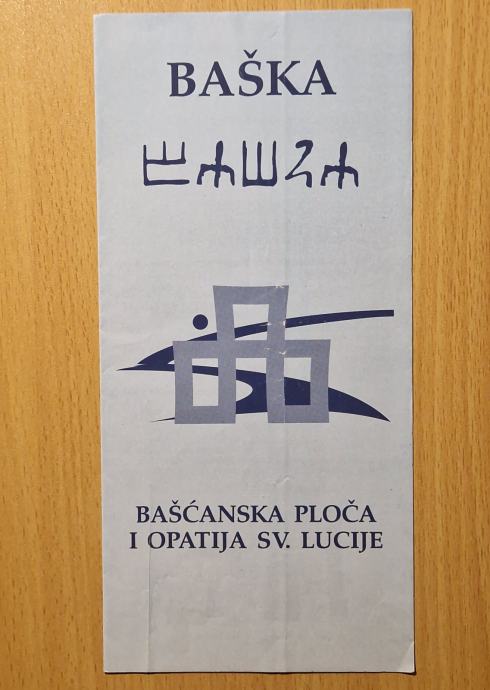 BAŠKA
ⰁⰀⰞⰍⰀ
BAŠĆANSKA PLOČA
I OPATIJA SV. LUCIJE